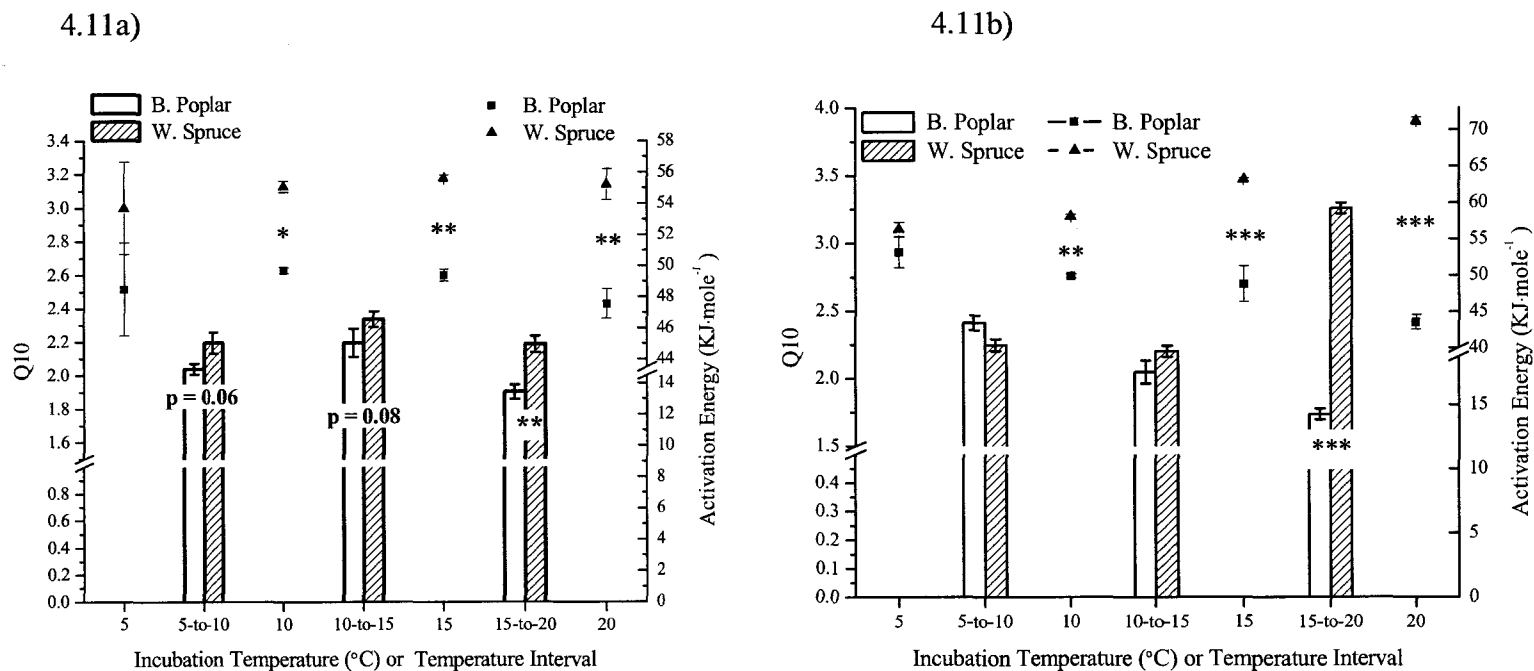 4.11a)
4.11b)
B. Poplar
W. Spruce
B. Poplar
W. Spruce
3.4
3.2
3.0
2.8
2.6
2.4
2.2
2.0
1.8
1.6
0.8
0.6
0.4
0.2
0.0
Q10
58
56
54
52
50
48
46
44
14
12
10
8
6
4
2
0
Activation Energy (KJ·mole⁻¹)
*
**
**
p = 0.06
p = 0.08
**
5
5-to-10
10
10-to-15
15
15-to-20
20
Incubation Temperature (°C) or Temperature Interval
B. Poplar
W. Spruce
B. Poplar
W. Spruce
4.0
3.5
3.0
2.5
2.0
1.5
0.4
0.3
0.2
0.1
0.0
Q10
70
65
60
55
50
45
40
15
10
5
0
Activation Energy (KJ·mole⁻¹)
**
***
***
***
5
5-to-10
10
10-to-15
15
15-to-20
20
Incubation Temperature (°C) or Temperature Interval